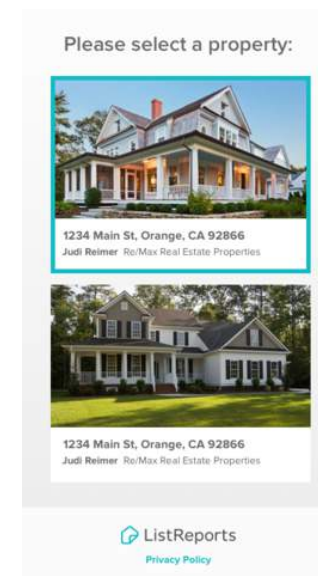 Please select a property:
1234 Main St, Orange, CA 92866
Judi Reimer Re/Max Real Estate Properties
1234 Main St, Orange, CA 92866
Judi Reimer Re/Max Real Estate Properties
ListReports
Privacy Policy